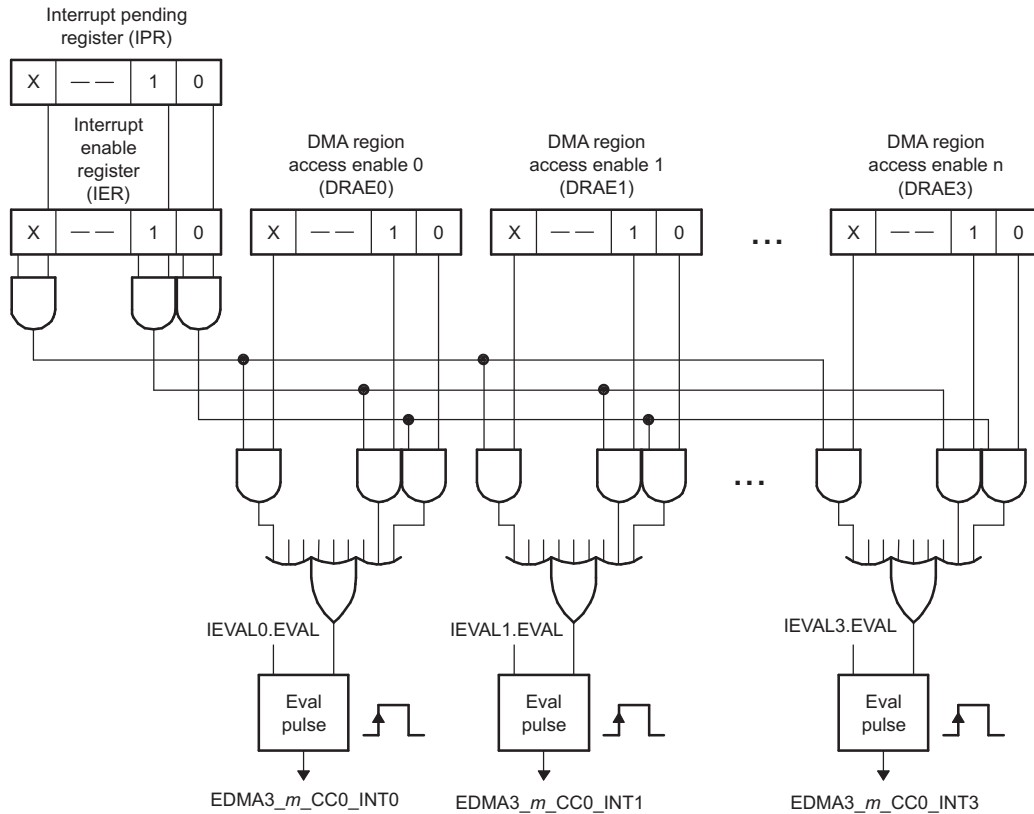 Interrupt pending
register (IPR)
X — — 1 0
Interrupt
enable
register
(IER)
X — — 1 0
DMA region
access enable 0
(DRAE0)
X — — 1 0
DMA region
access enable 1
(DRAE1)
X — — 1 0
...
DMA region
access enable n
(DRAE3)
X — — 1 0
...
IEVAL0.EVAL
Eval
pulse
EDMA3_m_CC0_INT0
IEVAL1.EVAL
Eval
pulse
EDMA3_m_CC0_INT1
IEVAL3.EVAL
Eval
pulse
EDMA3_m_CC0_INT3